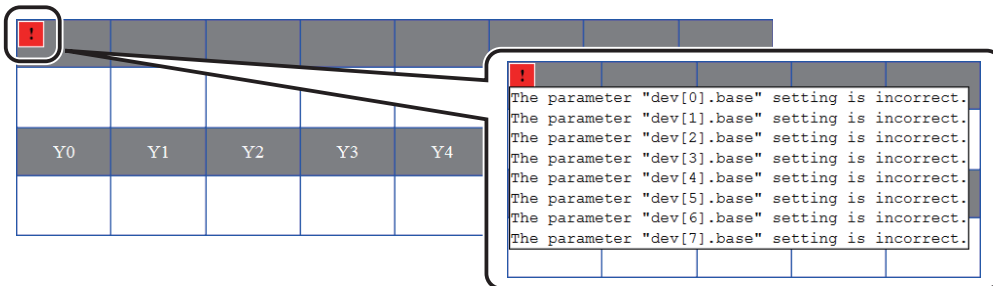 !
!
The parameter "dev[0].base" setting is incorrect.
The parameter "dev[1].base" setting is incorrect.
The parameter "dev[2].base" setting is incorrect.
The parameter "dev[3].base" setting is incorrect.
The parameter "dev[4].base" setting is incorrect.
The parameter "dev[5].base" setting is incorrect.
The parameter "dev[6].base" setting is incorrect.
The parameter "dev[7].base" setting is incorrect.
Y0 Y1 Y2 Y3 Y4